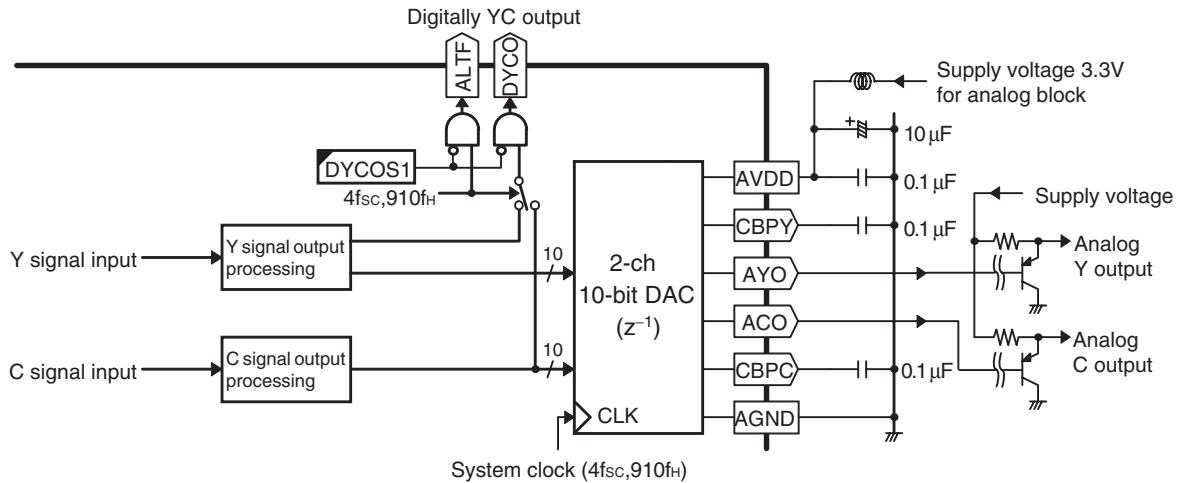 Digitally YC output
ALTF
DYCO
Supply voltage 3.3V
for analog block
10 μF
DYCOS1
4fsc,910fH
AVDD
0.1 μF
Supply voltage
CBPY
0.1 μF
Y signal input
Y signal output
processing
10
2-ch
10-bit DAC
(z⁻¹)
AYO
Analog
Y output
ACO
C signal input
C signal output
processing
10
CBPC
0.1 μF
Analog
C output
CLK
AGND
System clock (4fsc,910fH)